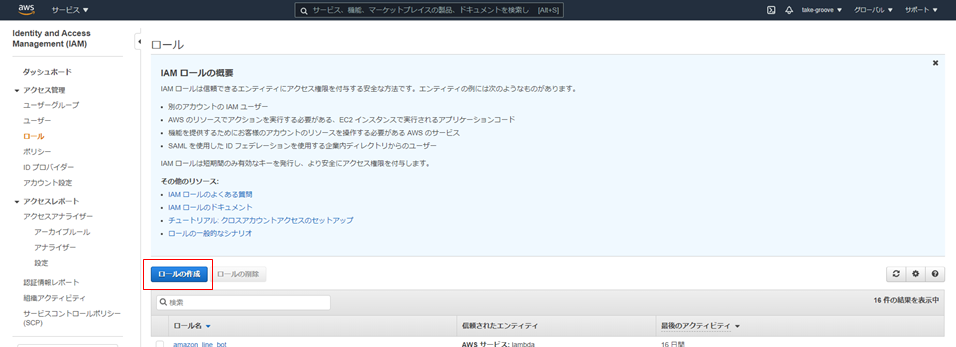 aws サービス サービス、機能、マーケットプレイスの製品、ドキュメントを検索し [Alt+S] take-groove グローバル サポート
Identity and Access
Management (IAM)
ダッシュボード
アクセス管理
ユーザーグループ
ユーザー
ロール
ポリシー
ID プロバイダー
アカウント設定
アクセスレポート
アクセスアナライザー
アーカイブルール
アナライザー
設定
認証情報レポート
組織アクティビティ
サービスコントロールポリシー
(SCP)
ロール
IAM ロールの概要
IAM ロールは信頼できるエンティティにアクセス権限を付与する安全な方法です。エンティティの例には次のようなものがあります。
• 別のアカウントの IAM ユーザー
• AWS のリソースでアクションを実行する必要がある、EC2 インスタンスで実行されるアプリケーションコード
• 機能を提供するためにお客様のアカウントのリソースを操作する必要がある AWS のサービス
• SAML を使用した ID フェデレーションを使用する企業内ディレクトリからのユーザー
IAM ロールは短期間のみ有効なキーを発行し、より安全にアクセス権限を付与します。
その他のリソース:
• IAM ロールのよくある質問
• IAM ロールのドキュメント
• チュートリアル: クロスアカウントアクセスのセットアップ
• ロールの一般的なシナリオ
ロールの作成 ロールの削除
検索 16 件の結果を表示中
ロール名 信頼されたエンティティ 最後のアクティビティ
amazon_line_bot AWS サービス: lambda 16 日間